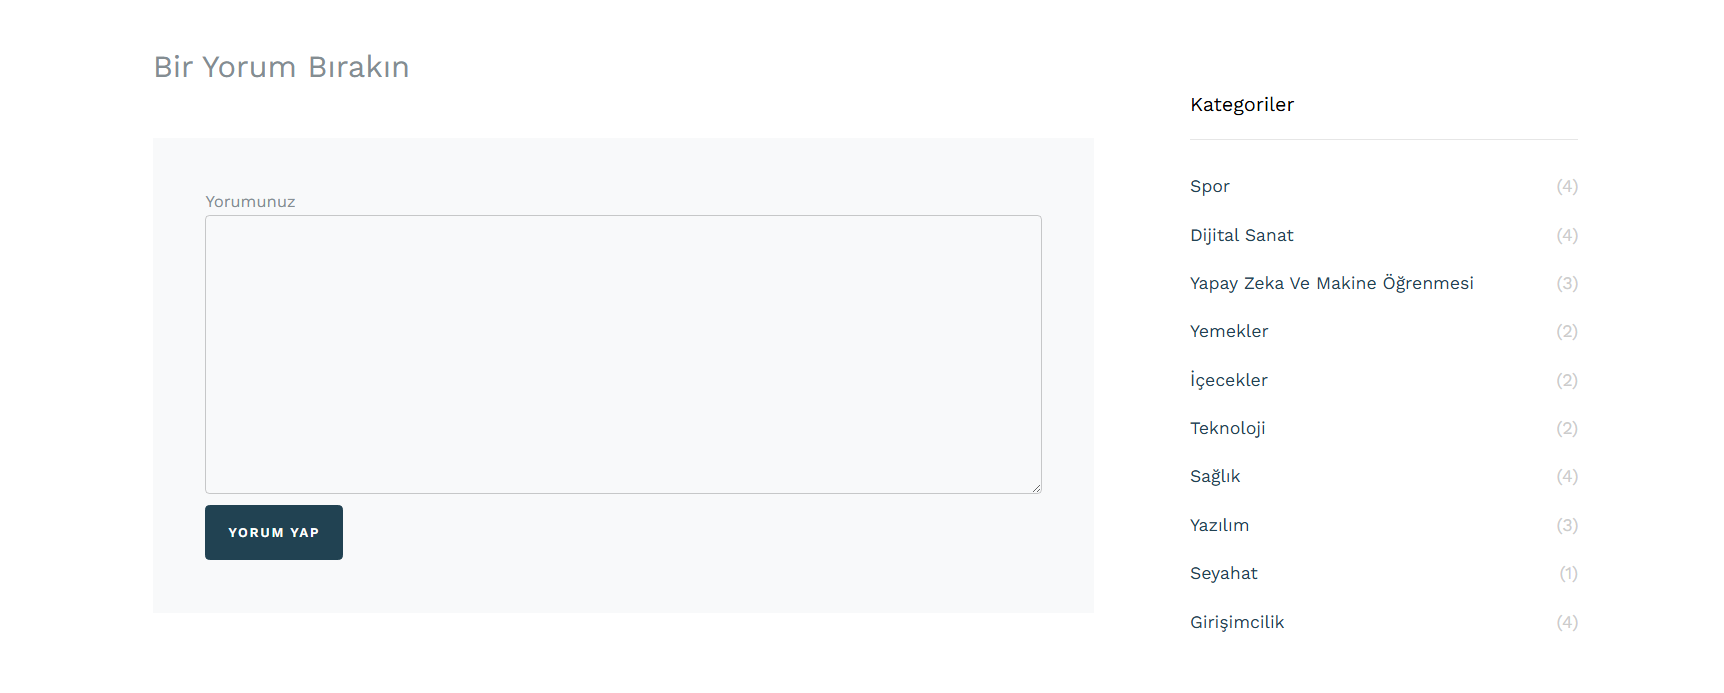 Bir Yorum Bırakın
Yorumunuz
YORUM YAP
Kategoriler
Spor (4)
Dijital Sanat (4)
Yapay Zeka Ve Makine Öğrenmesi (3)
Yemekler (2)
İçecekler (2)
Teknoloji (2)
Sağlık (4)
Yazılım (3)
Seyahat (1)
Girişimcilik (4)